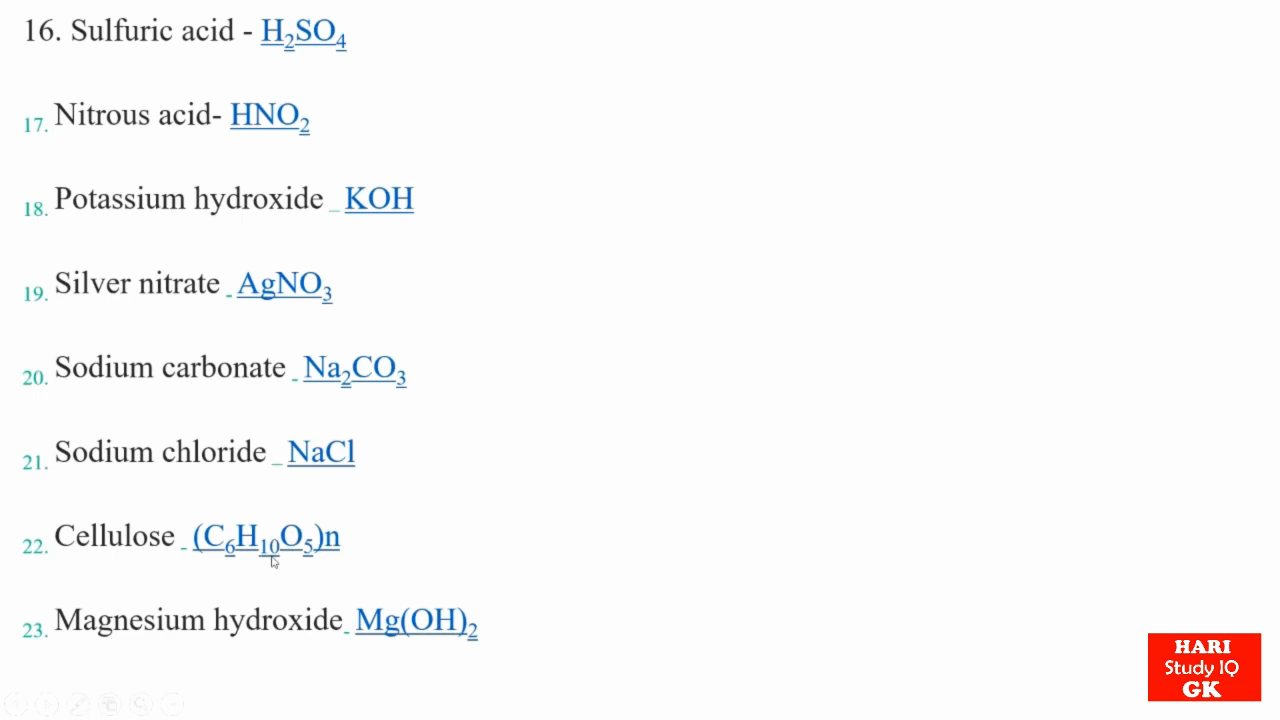 16. Sulfuric acid - H₂SO₄
17. Nitrous acid- HNO₂
18. Potassium hydroxide – KOH
19. Silver nitrate - AgNO₃
20. Sodium carbonate - Na₂CO₃
21. Sodium chloride – NaCl
22. Cellulose - (C₆H₁₀O₅)n
23. Magnesium hydroxide- Mg(OH)₂
HARI
Study IQ
GK